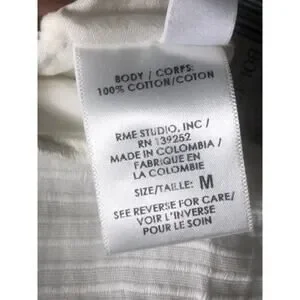 BODY / CORPS:
100% COTTON/COTON
RME STUDIO, INC /
RN 139252
MADE IN COLOMBIA /
FABRIQUE EN
LA COLOMBIE
SIZE/TAILLE: M
SEE REVERSE FOR CARE/
VOIR L'INVERSE
POUR LE SOIN